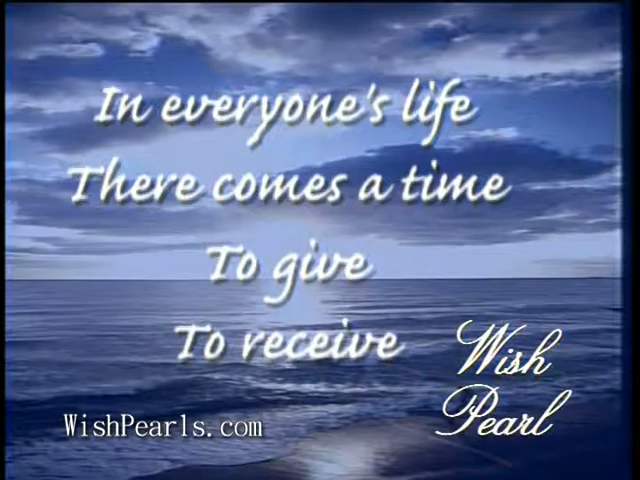 In everyone's life
There comes a time
To give
To receive
Wish
Pearl
WishPearls.com